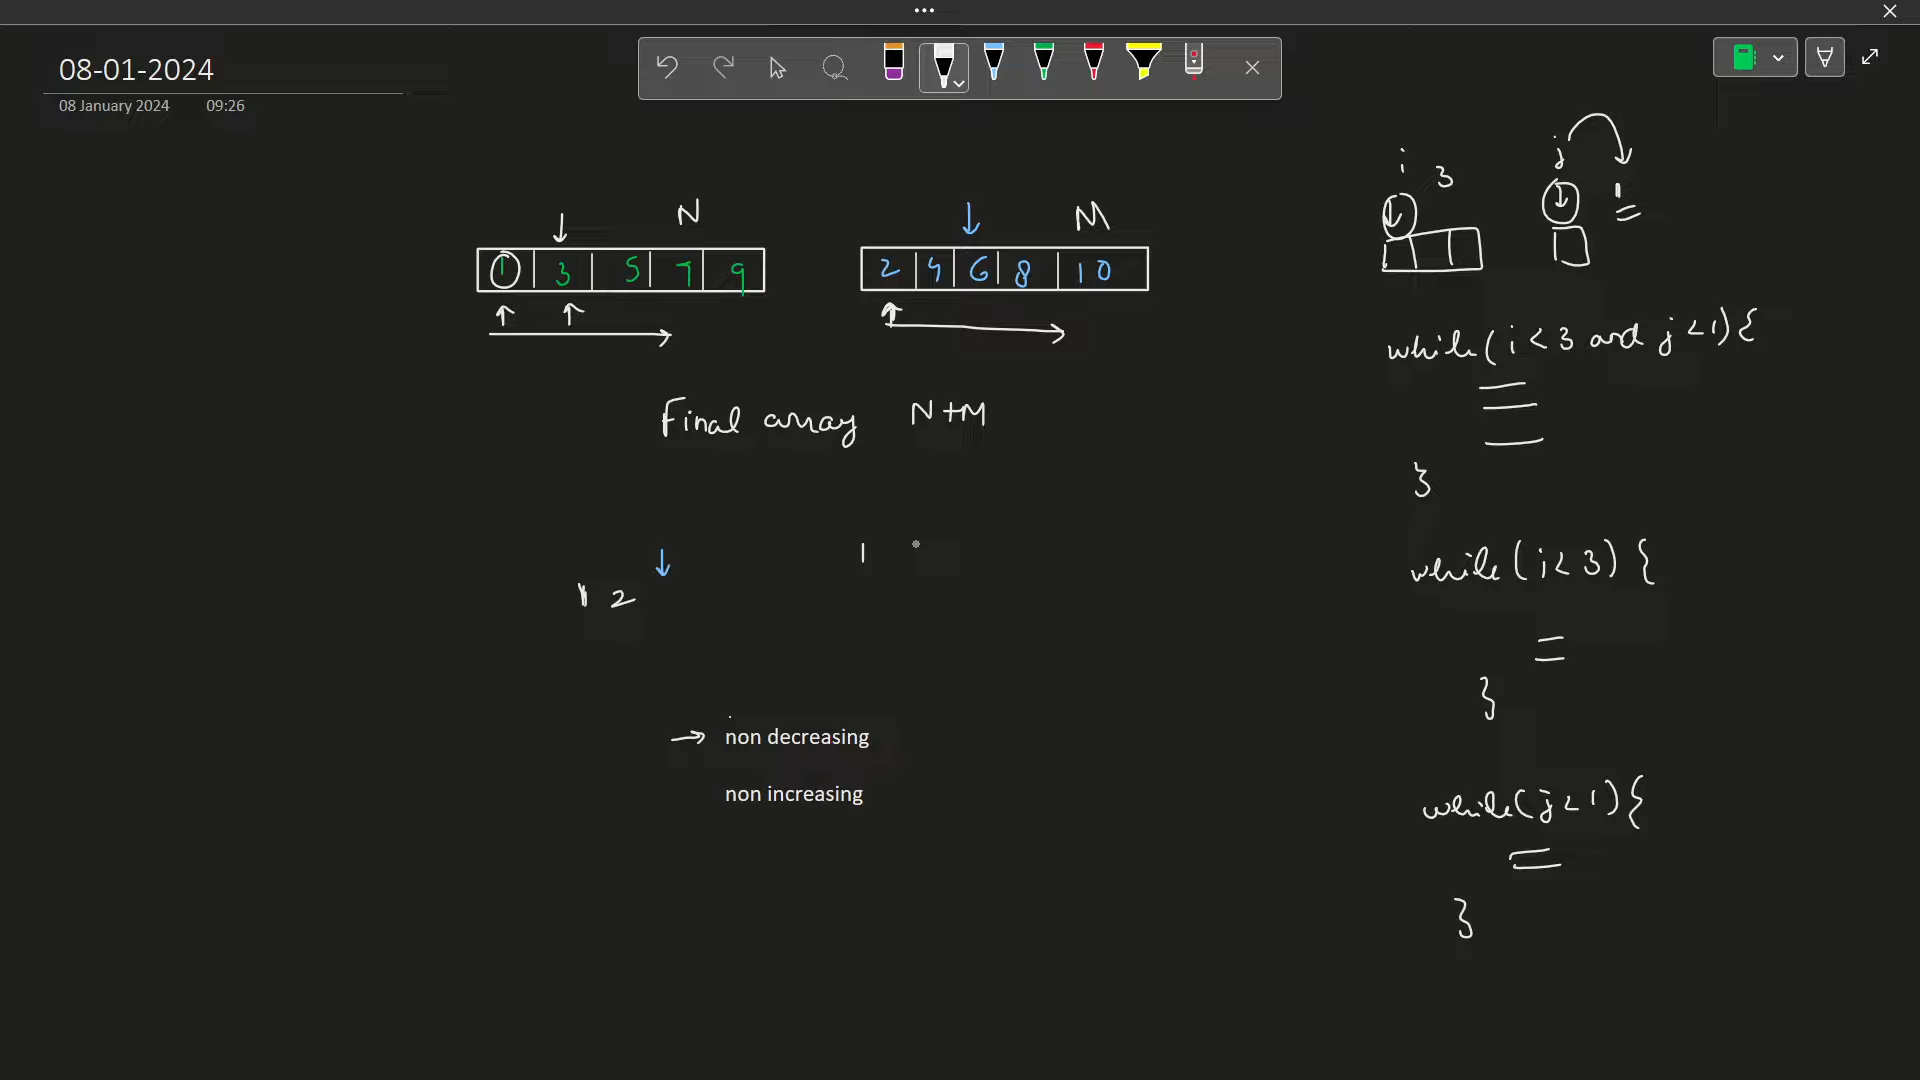 08-01-2024
08 January 2024 09:26
N
M
1 3 5 7 9
2 4 6 8 10
Final array N+M
1
1 2
non decreasing
non increasing
i 3 j 1
while(i<3 and j<1){
}
while(i<3){
}
while(j<1){
}